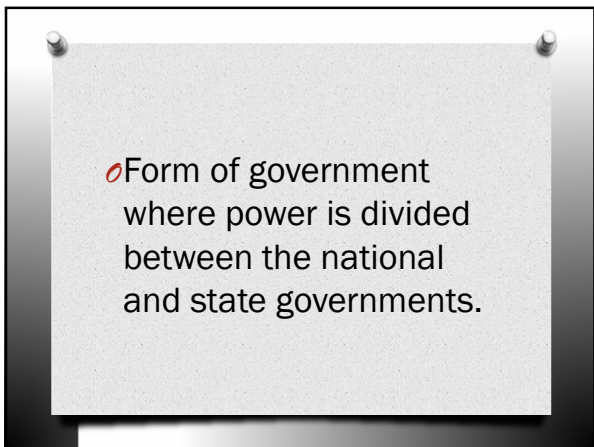 Form of government
where power is divided
between the national
and state governments.